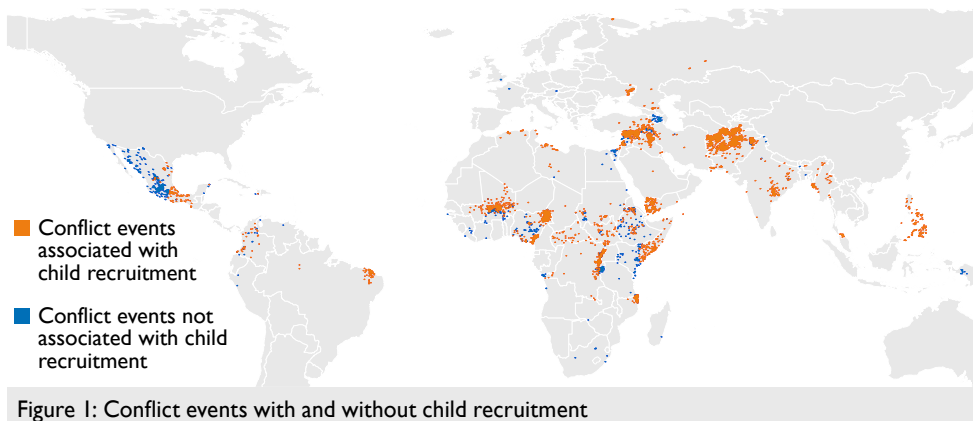 Conflict events
associated with
child recruitment
Conflict events not
associated with child
recruitment
Figure 1: Conflict events with and without child recruitment